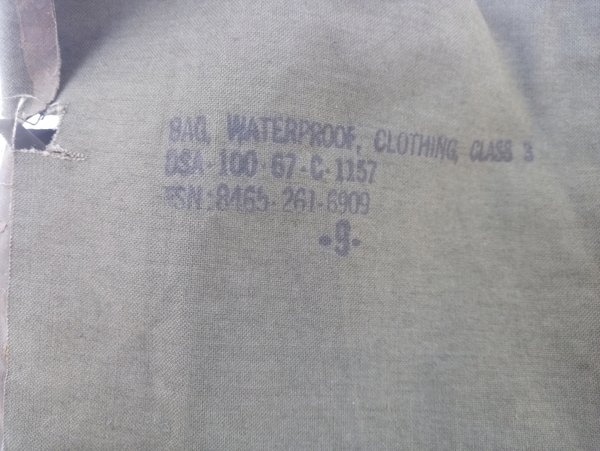 BAG, WATERPROOF, CLOTHING, CLASS 3
DSA-100-67-C-1157
FSN:8465-261-6909
•9•